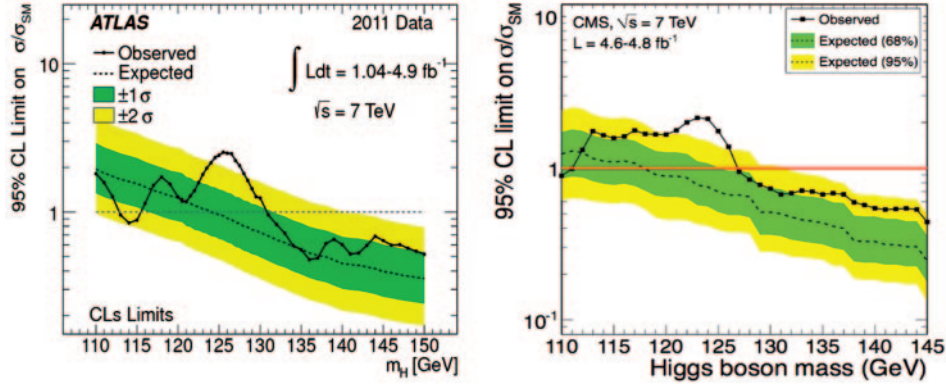 ATLAS
2011 Data
Observed
Expected
±1 σ
±2 σ
∫ Ldt = 1.04-4.9 fb⁻¹
√s = 7 TeV
95% CL Limit on σ/σSM
10
1
CLs Limits
110 115 120 125 130 135 140 145 150
mH [GeV]
CMS, √s = 7 TeV
L = 4.6-4.8 fb⁻¹
Observed
Expected (68%)
Expected (95%)
95% CL limit on σ/σSM
10
1
10⁻¹
110 115 120 125 130 135 140 145
Higgs boson mass (GeV)